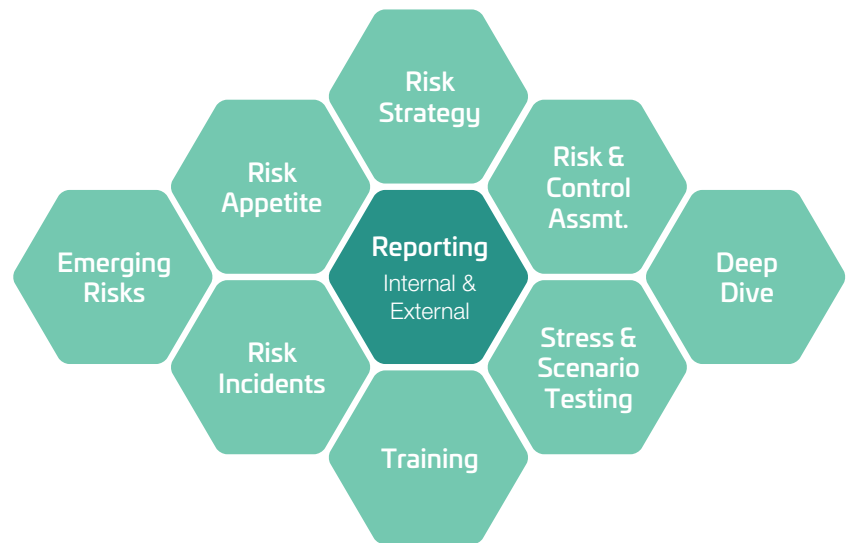 Risk
Strategy
Risk
Appetite
Risk &
Control
Assmt.
Emerging
Risks
Reporting
Internal &
External
Deep
Dive
Risk
Incidents
Stress &
Scenario
Testing
Training